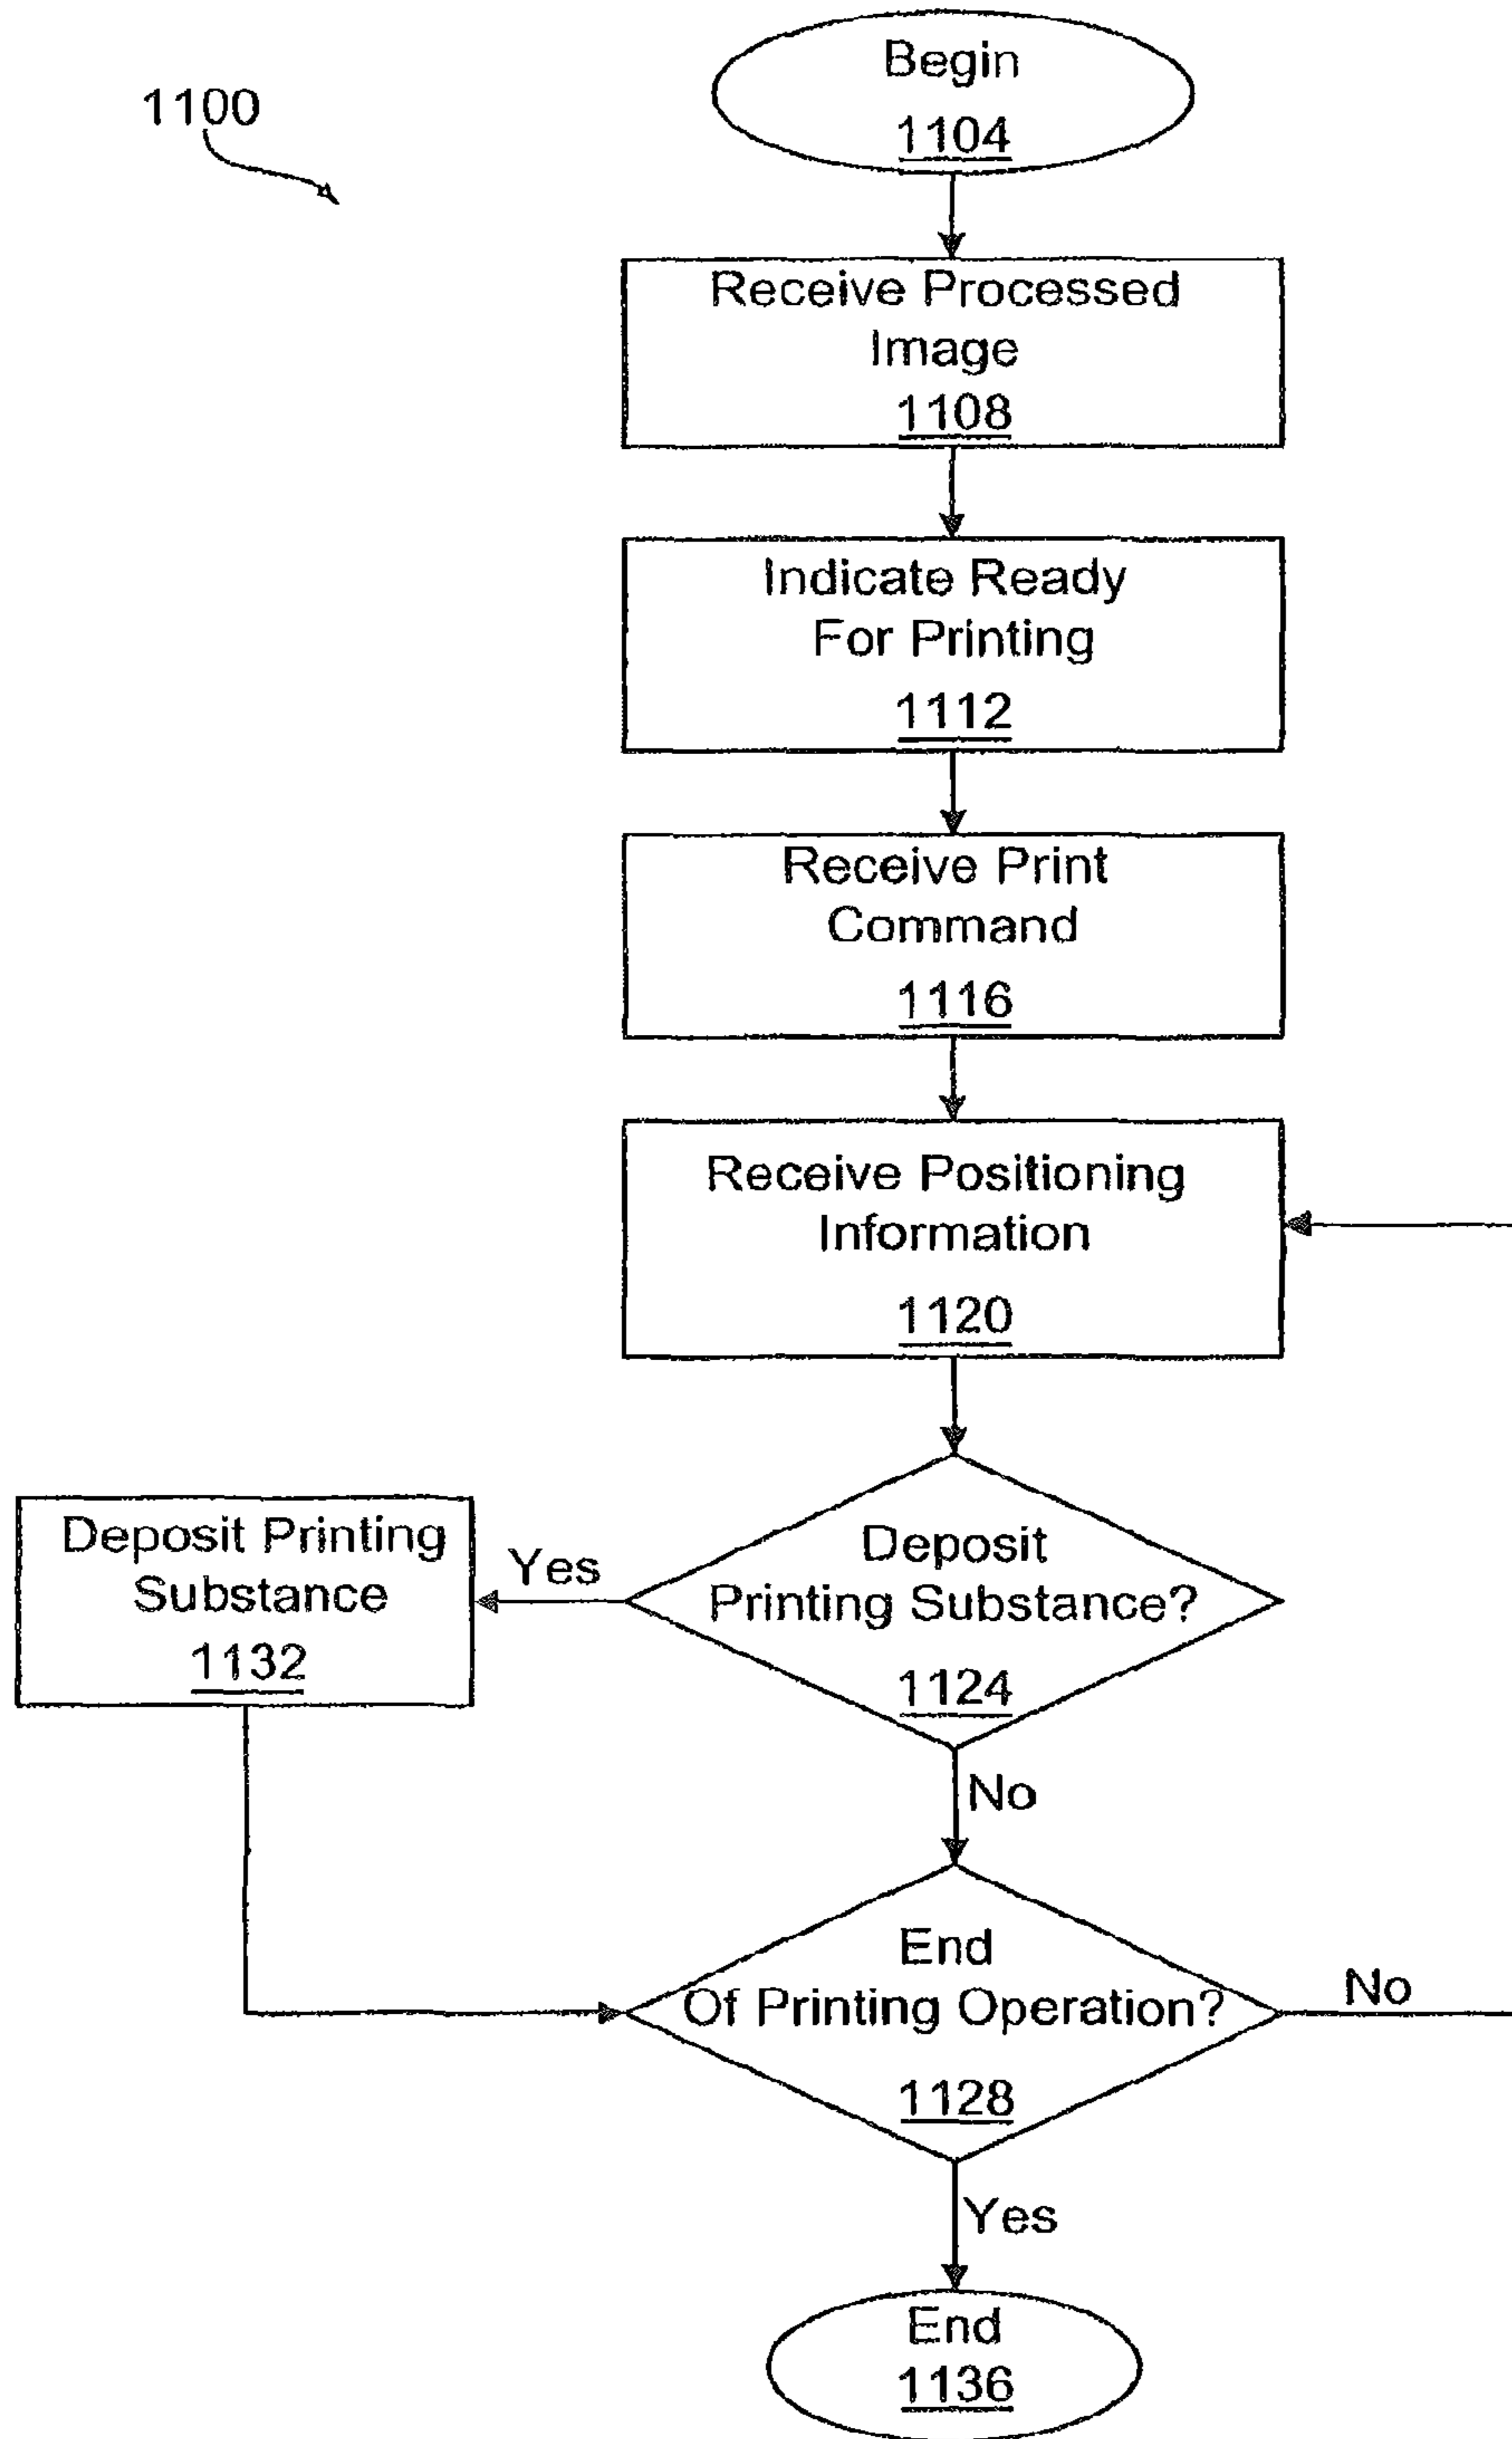 1100
Begin
1104
Receive Processed
Image
1108
Indicate Ready
For Printing
1112
Receive Print
Command
1116
Receive Positioning
Information
1120
Deposit
Printing Substance?
1124
Yes
Deposit Printing
Substance
1132
No
End
Of Printing Operation?
1128
No
Yes
End
1136